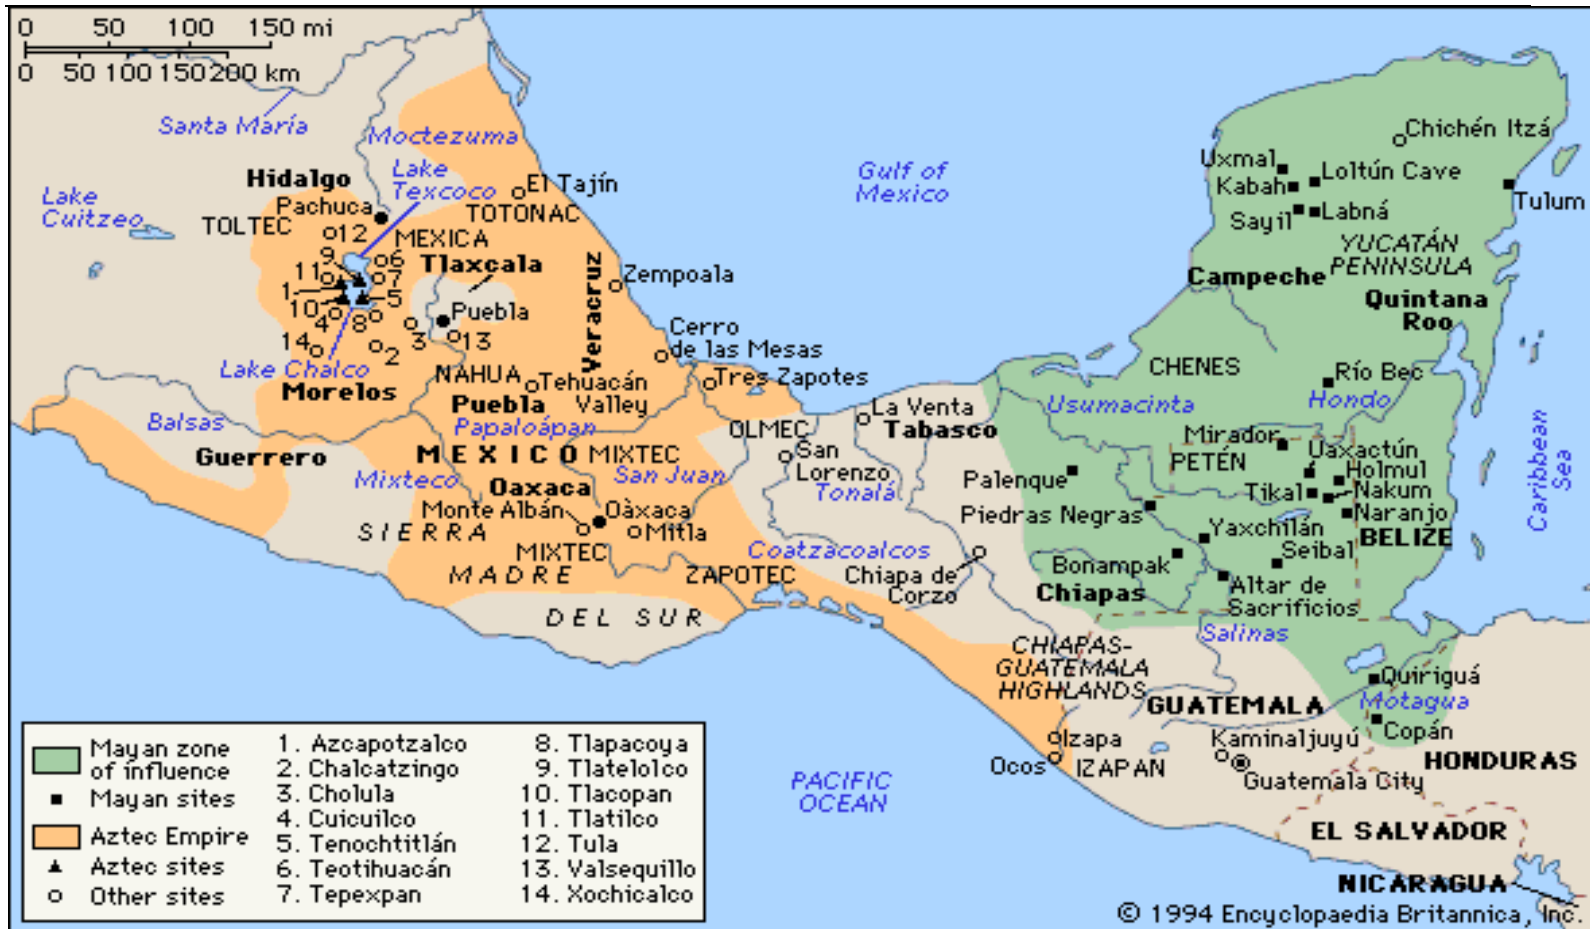 0 50 100 150 mi
0 50 100 150 200 km
Santa María
Moctezuma
Lake
Texcoco
Hidalgo
Lake
Cuitzeo
Pachuca
TOLTEC
12
El Tajín
TOTONAC
MEXICA
9
6
Tlaxcala
11
7
1
5
10
4
8
Puebla
3
13
14
2
Lake Chalco
Morelos
Veracruz
Zempoala
Cerro
de las Mesas
NAHUA
Tehuacán
Valley
Tres Zapotes
Puebla
Papaloápan
Balsas
Guerrero
MEXICO
MIXTEC
Mixteco
San Juan
Oaxaca
Monte Albán
Oàxaca
Mitla
MIXTEC
SIERRA
MADRE
DEL SUR
ZAPOTEC
OLMEC
San
Lorenzo
La Venta
Tabasco
Tonalá
Coatzacoalcos
Chiapa de
Corzo
Gulf of
Mexico
Chichén Itzá
Uxmal
Loltún Cave
Kabah
Tulum
Sayil
Labná
YUCATÁN
PENINSULA
Campeche
Quintana
Roo
CHENES
Río Bec
Usumacinta
Hondo
Mirador
PETÉN
Uaxactún
Holmul
Palenque
Tikal
Nakum
Piedras Negras
Naranjo
Yaxchilán
BELIZE
Seibal
Bonampak
Altar de
Sacrificios
Chiapas
Salinas
Caribbean
Sea
CHIAPAS-
GUATEMALA
HIGHLANDS
GUATEMALA
Quiriguá
Motagua
Copán
Izapa
Kaminaljuyú
Ocos
IZAPAN
Guatemala City
HONDURAS
PACIFIC
OCEAN
EL SALVADOR
NICARAGUA
Mayan zone
of influence
Mayan sites
Aztec Empire
Aztec sites
Other sites
1. Azcapotzalco
2. Chalcatzingo
3. Cholula
4. Cuicuilco
5. Tenochtitlán
6. Teotihuacán
7. Tepexpan
8. Tlapacoya
9. Tlatelolco
10. Tlacopan
11. Tlatilco
12. Tula
13. Valsequillo
14. Xochicalco
© 1994 Encyclopaedia Britannica, Inc.